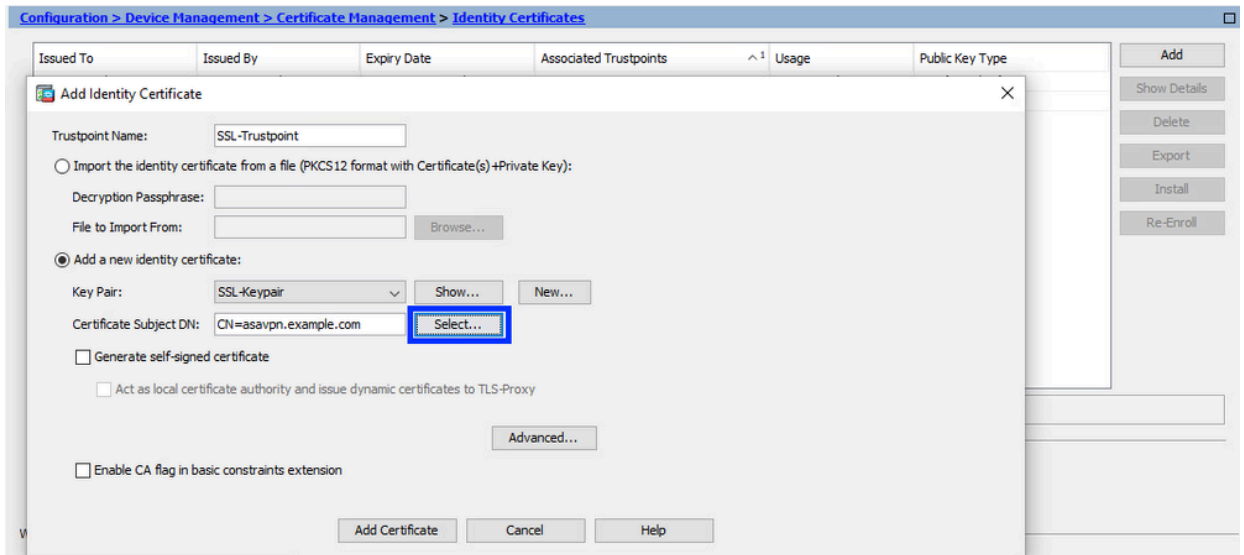 Configuration > Device Management > Certificate Management > Identity Certificates
Issued To Issued By Expiry Date Associated Trustpoints 1 Usage Public Key Type
Add
Show Details
Delete
Export
Install
Re-Enroll
Add Identity Certificate
Trustpoint Name: SSL-Trustpoint
Import the identity certificate from a file (PKCS12 format with Certificate(s)+Private Key):
Decryption Passphrase:
File to Import From: Browse...
Add a new identity certificate:
Key Pair: SSL-Keypair Show... New...
Certificate Subject DN: CN=asavpn.example.com Select...
Generate self-signed certificate
Act as local certificate authority and issue dynamic certificates to TLS-Proxy
Advanced...
Enable CA flag in basic constraints extension
Add Certificate Cancel Help